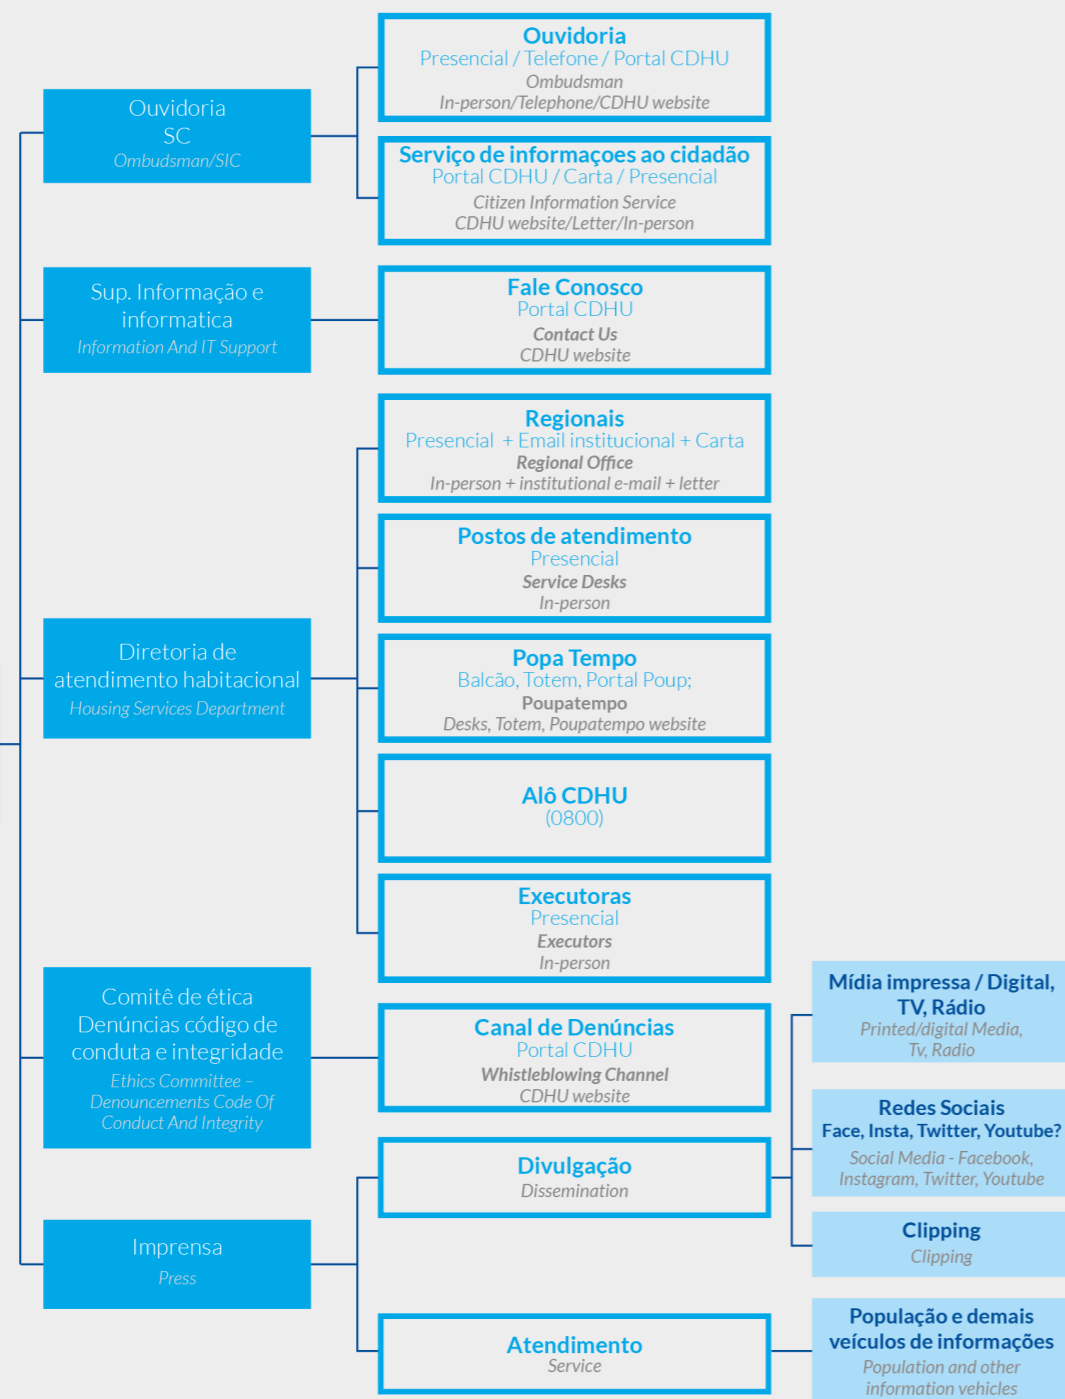 Ouvidoria
SC
Ombudsman/SIC
Ouvidoria
Presencial / Telefone / Portal CDHU
Ombudsman
In-person/Telephone/CDHU website
Serviço de informaçoes ao cidadão
Portal CDHU / Carta / Presencial
Citizen Information Service
CDHU website/Letter/In-person
Sup. Informação e
informatica
Information And IT Support
Fale Conosco
Portal CDHU
Contact Us
CDHU website
Diretoria de
atendimento habitacional
Housing Services Department
Regionais
Presencial + Email institucional + Carta
Regional Office
In-person + institutional e-mail + letter
Postos de atendimento
Presencial
Service Desks
In-person
Popa Tempo
Balcão, Totem, Portal Poup;
Poupatempo
Desks, Totem, Poupatempo website
Alô CDHU
(0800)
Executoras
Presencial
Executors
In-person
Comitê de ética
Denúncias código de
conduta e integridade
Ethics Committee –
Denouncements Code Of
Conduct And Integrity
Canal de Denúncias
Portal CDHU
Whistleblowing Channel
CDHU website
Imprensa
Press
Divulgação
Dissemination
Mídia impressa / Digital,
TV, Rádio
Printed/digital Media,
Tv, Radio
Redes Sociais
Face, Insta, Twitter, Youtube?
Social Media - Facebook,
Instagram, Twitter, Youtube
Clipping
Clipping
Atendimento
Service
População e demais
veículos de informações
Population and other
information vehicles